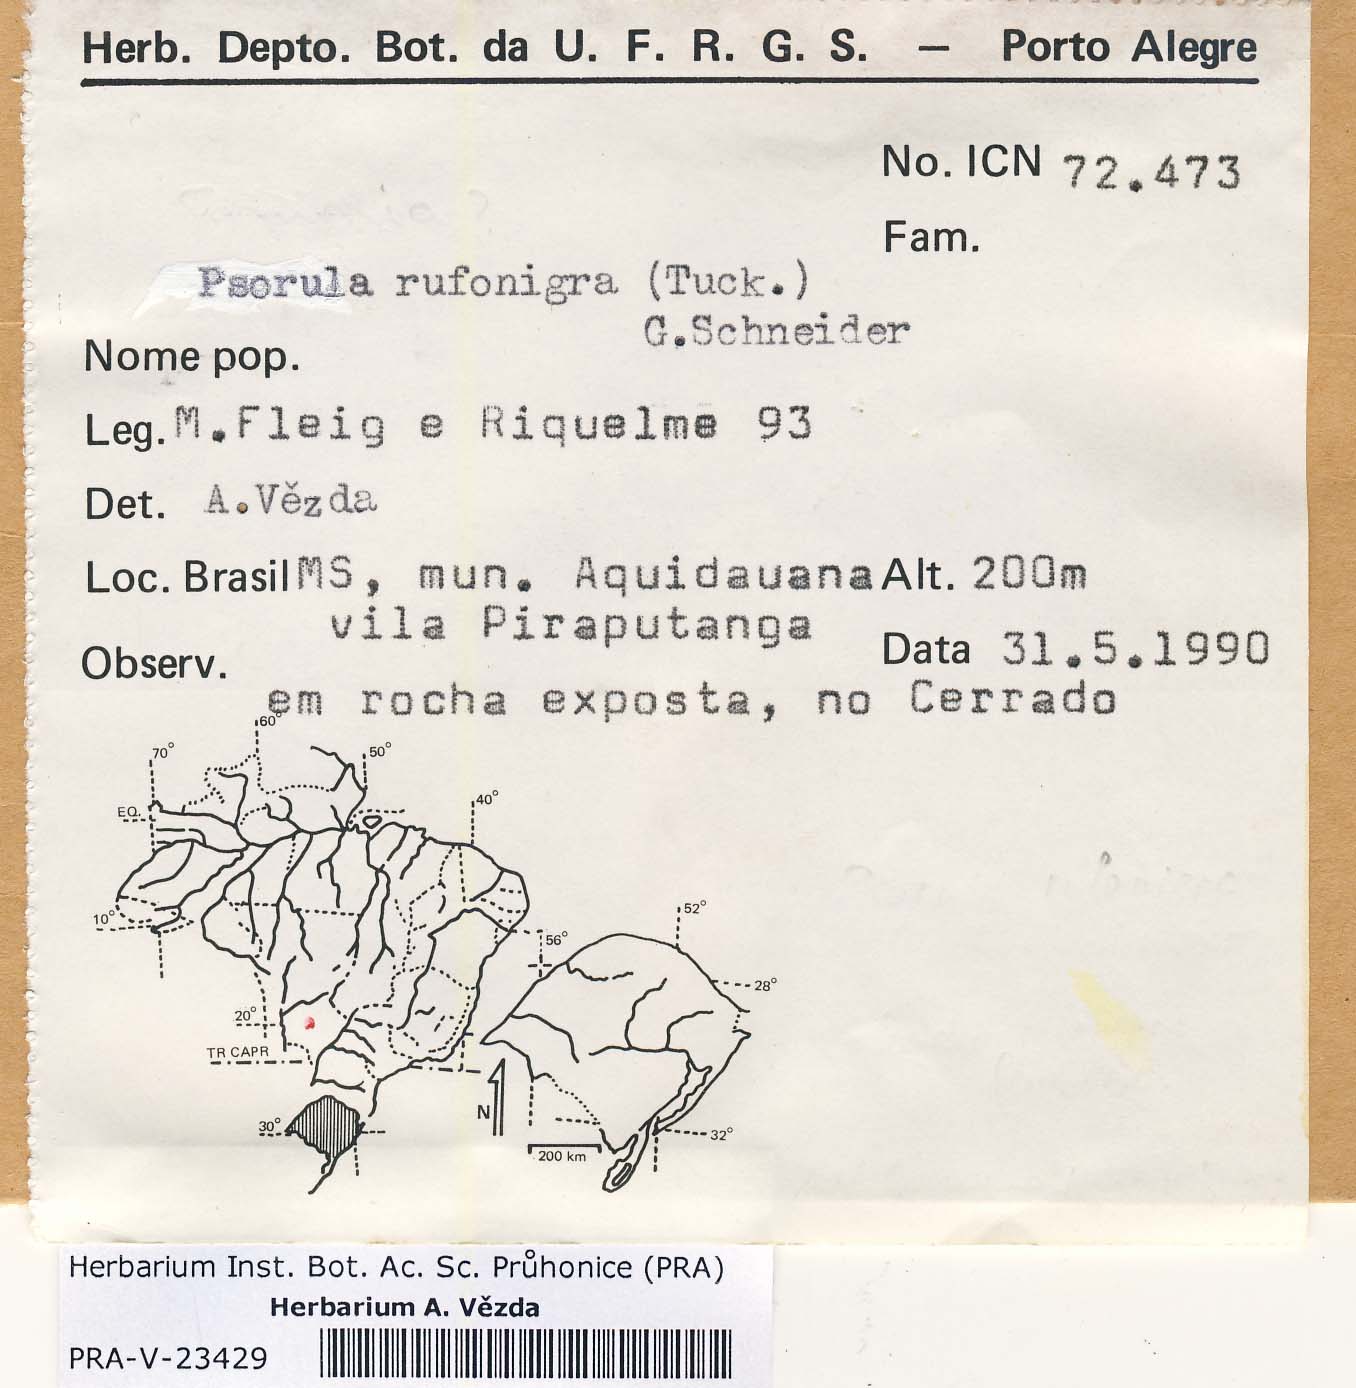 Herb. Depto. Bot. da U. F. R. G. S. — Porto Alegre
No. ICN 72.473
Fam.
Psorula rufonigra (Tuck.)
G.Schneider
Nome pop.
Leg. M.Fleig e Riquelme 93
Det. A.Vězda
Loc. Brasil MS, mun. Aquidauana Alt. 200m
vila Piraputanga
Data 31.5.1990
Observ.
em rocha exposta, no Cerrado
60°
70°
50°
40°
EQ.
10°
52°
56°
28°
20°
TR CAPR
N
30°
32°
200 km
Herbarium Inst. Bot. Ac. Sc. Průhonice (PRA)
Herbarium A. Vězda
PRA-V-23429